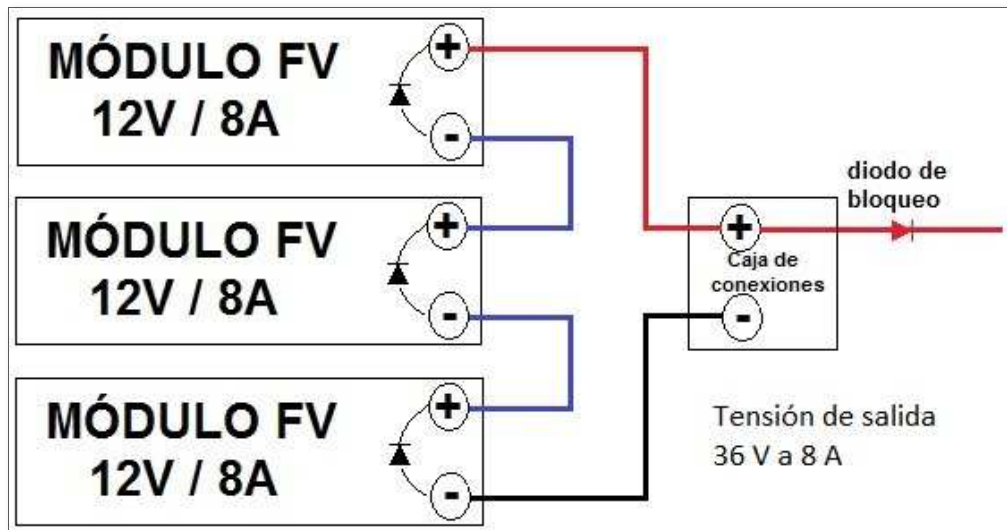 MÓDULO FV
12V / 8A
+
-
MÓDULO FV
12V / 8A
+
-
MÓDULO FV
12V / 8A
+
-
diodo de
bloqueo
+
Caja de
conexiones
-
Tensión de salida
36 V a 8 A